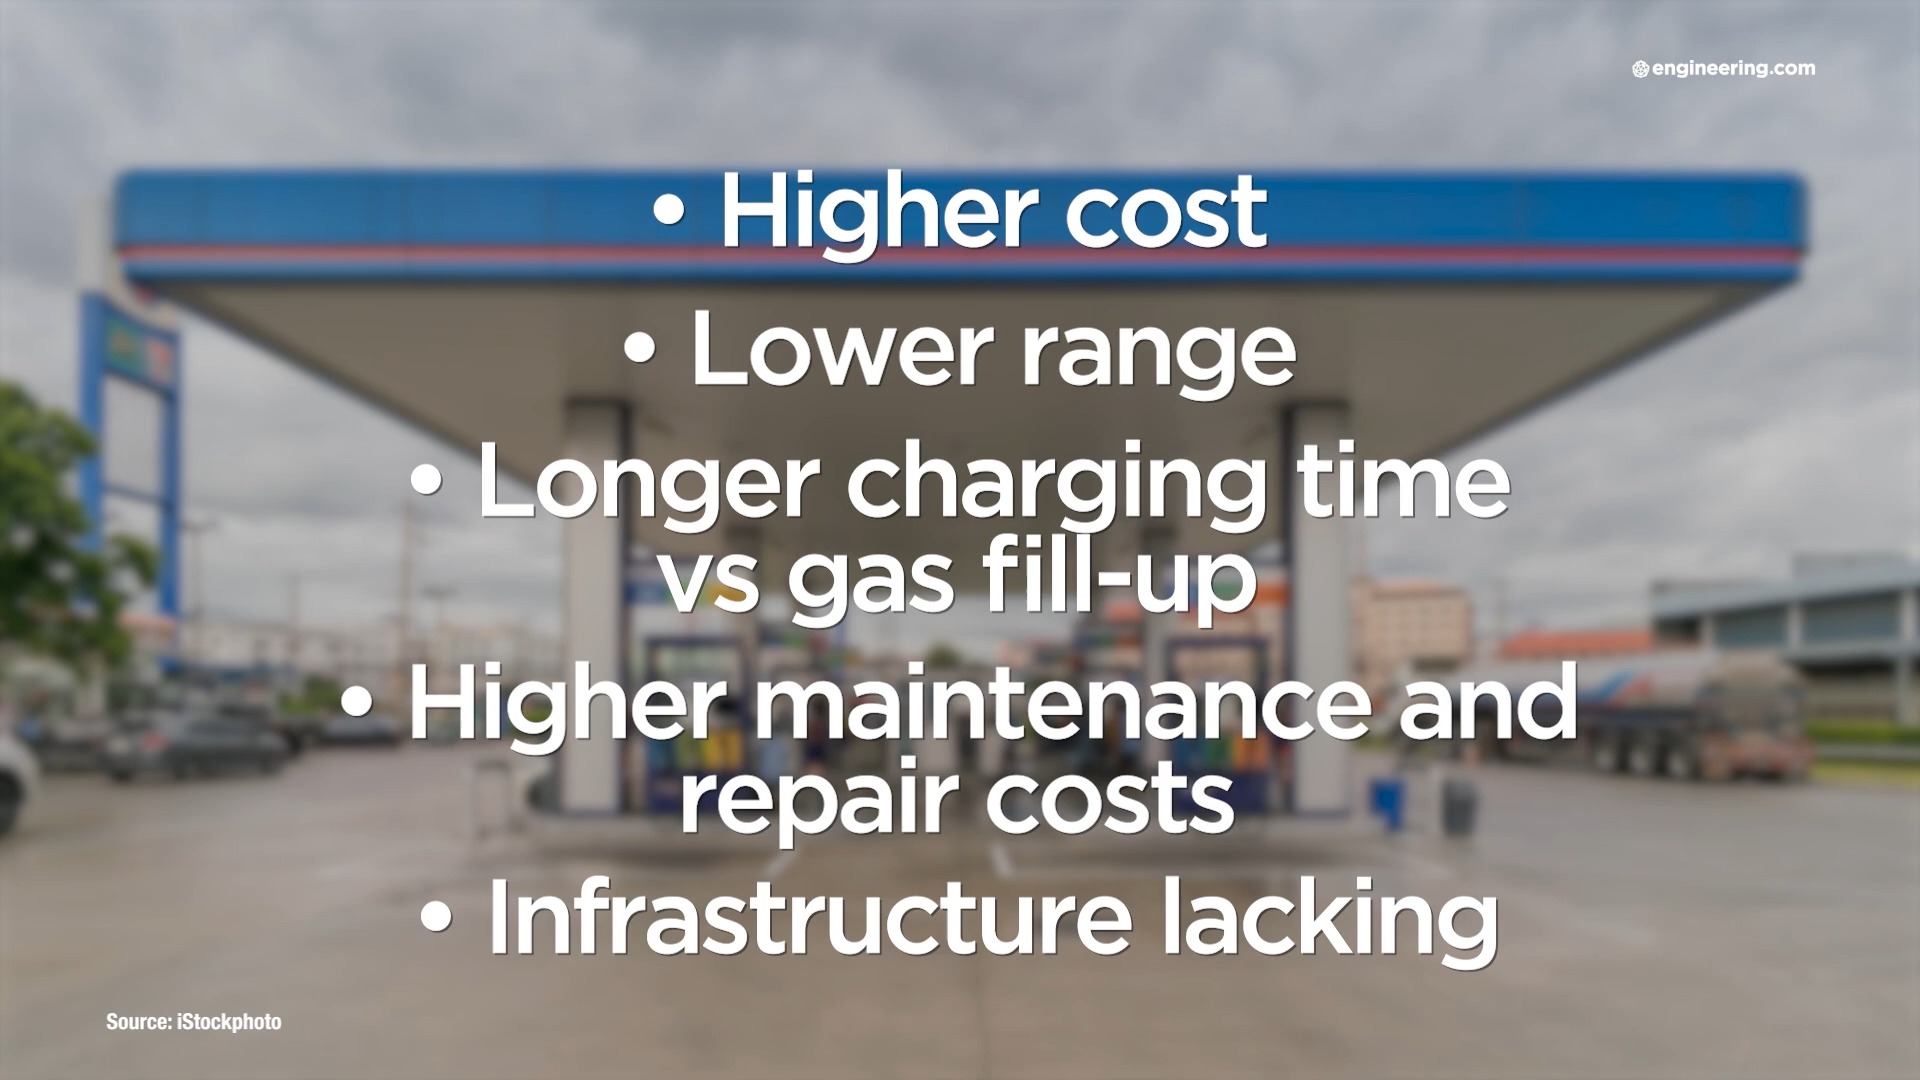 engineering.com
• Higher cost
• Lower range
• Longer charging time
vs gas fill-up
• Higher maintenance and
repair costs
• Infrastructure lacking
Source: iStockphoto